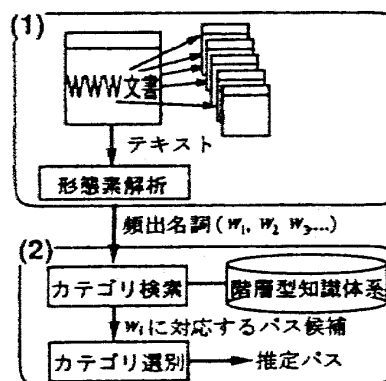 (1)
WWW文書
テキスト
形態素解析
頻出名詞(w₁, w₂ w₃...)
(2)
カテゴリ検索
階層型知識体系
wᵢに対応するパス候補
カテゴリ選別
推定パス